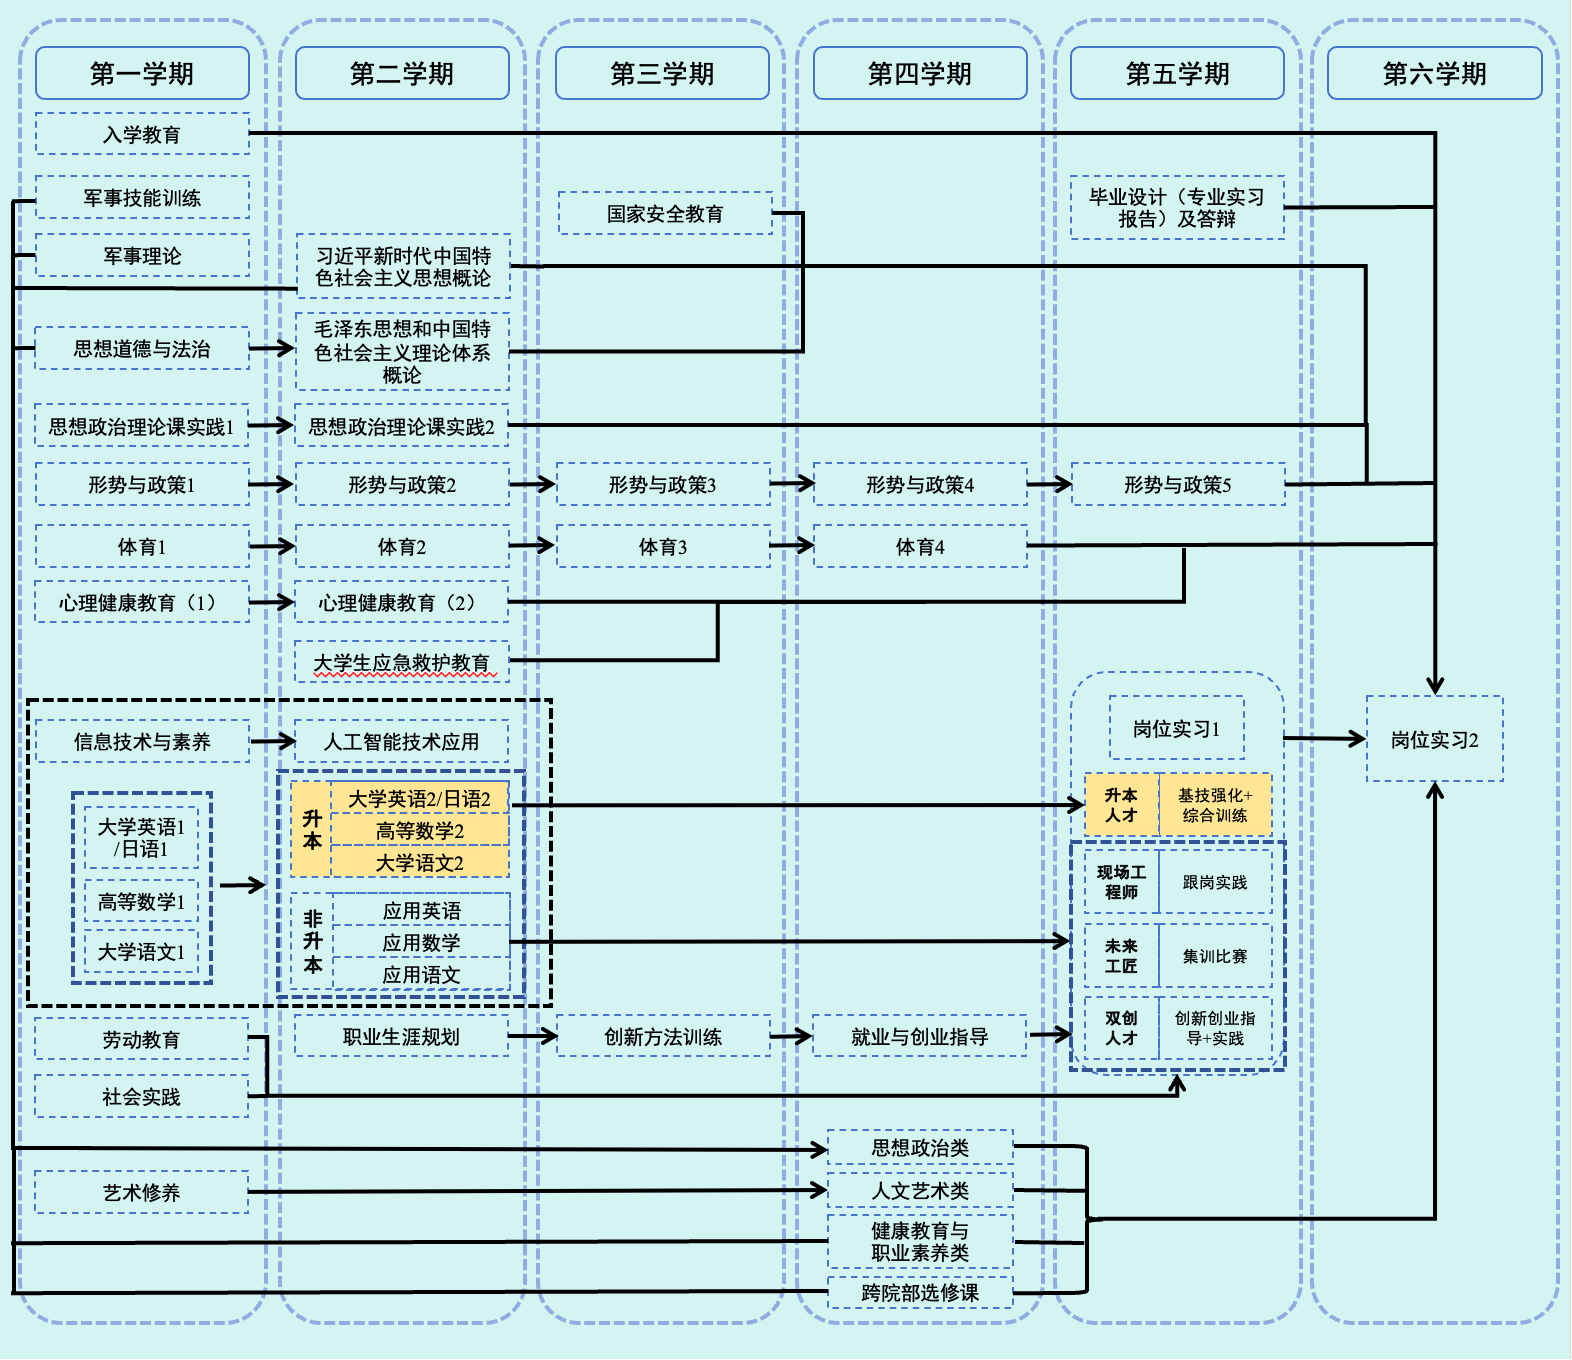 第一学期
第二学期
第三学期
第四学期
第五学期
第六学期
入学教育
军事技能训练
国家安全教育
毕业设计（专业实习
报告）及答辩
军事理论
习近平新时代中国特
色社会主义思想概论
思想道德与法治
毛泽东思想和中国特
色社会主义理论体系
概论
思想政治理论课实践1
思想政治理论课实践2
形势与政策1
形势与政策2
形势与政策3
形势与政策4
形势与政策5
体育1
体育2
体育3
体育4
心理健康教育（1）
心理健康教育（2）
大学生应急救护教育
信息技术与素养
人工智能技术应用
岗位实习1
岗位实习2
大学英语1
/日语1
高等数学1
大学语文1
升
本
大学英语2/日语2
高等数学2
大学语文2
非
升
本
应用英语
应用数学
应用语文
升本
人才
基技强化+
综合训练
现场工
程师
跟岗实践
未来
工匠
集训比赛
双创
人才
创新创业指
导+实践
劳动教育
职业生涯规划
创新方法训练
就业与创业指导
社会实践
思想政治类
艺术修养
人文艺术类
健康教育与
职业素养类
跨院部选修课